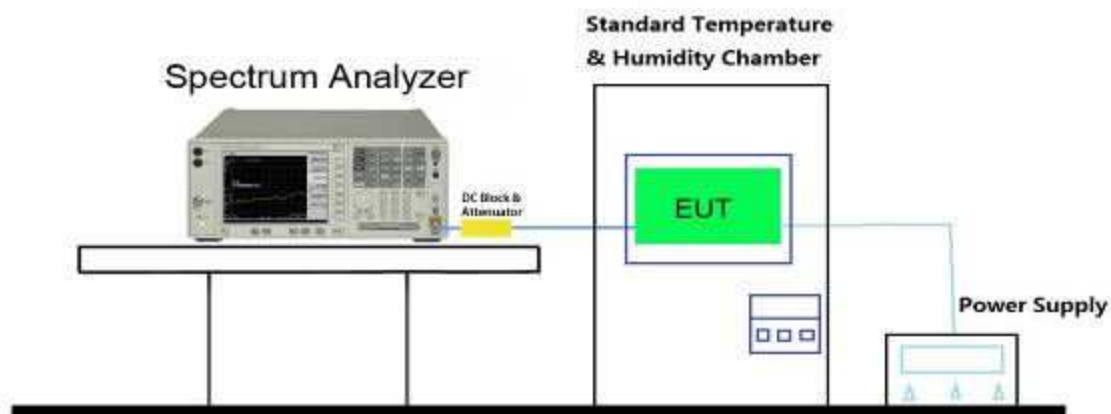 Standard Temperature
& Humidity Chamber
Spectrum Analyzer
DC Block &
Attenuator
EUT
Power Supply